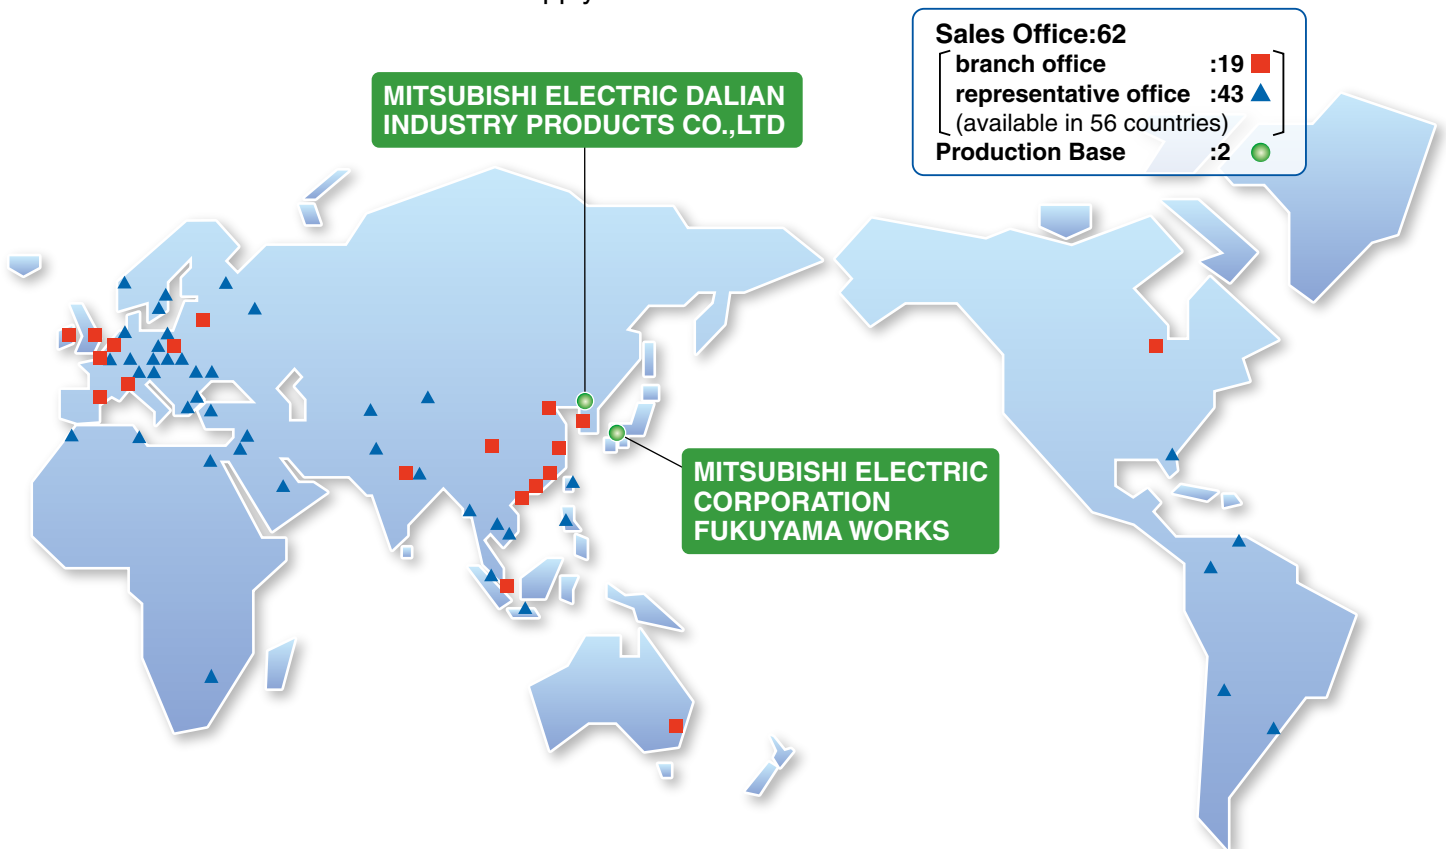 Sales Office:62
branch office :19
representative office :43
(available in 56 countries)
Production Base :2
MITSUBISHI ELECTRIC DALIAN
INDUSTRY PRODUCTS CO.,LTD
MITSUBISHI ELECTRIC
CORPORATION
FUKUYAMA WORKS